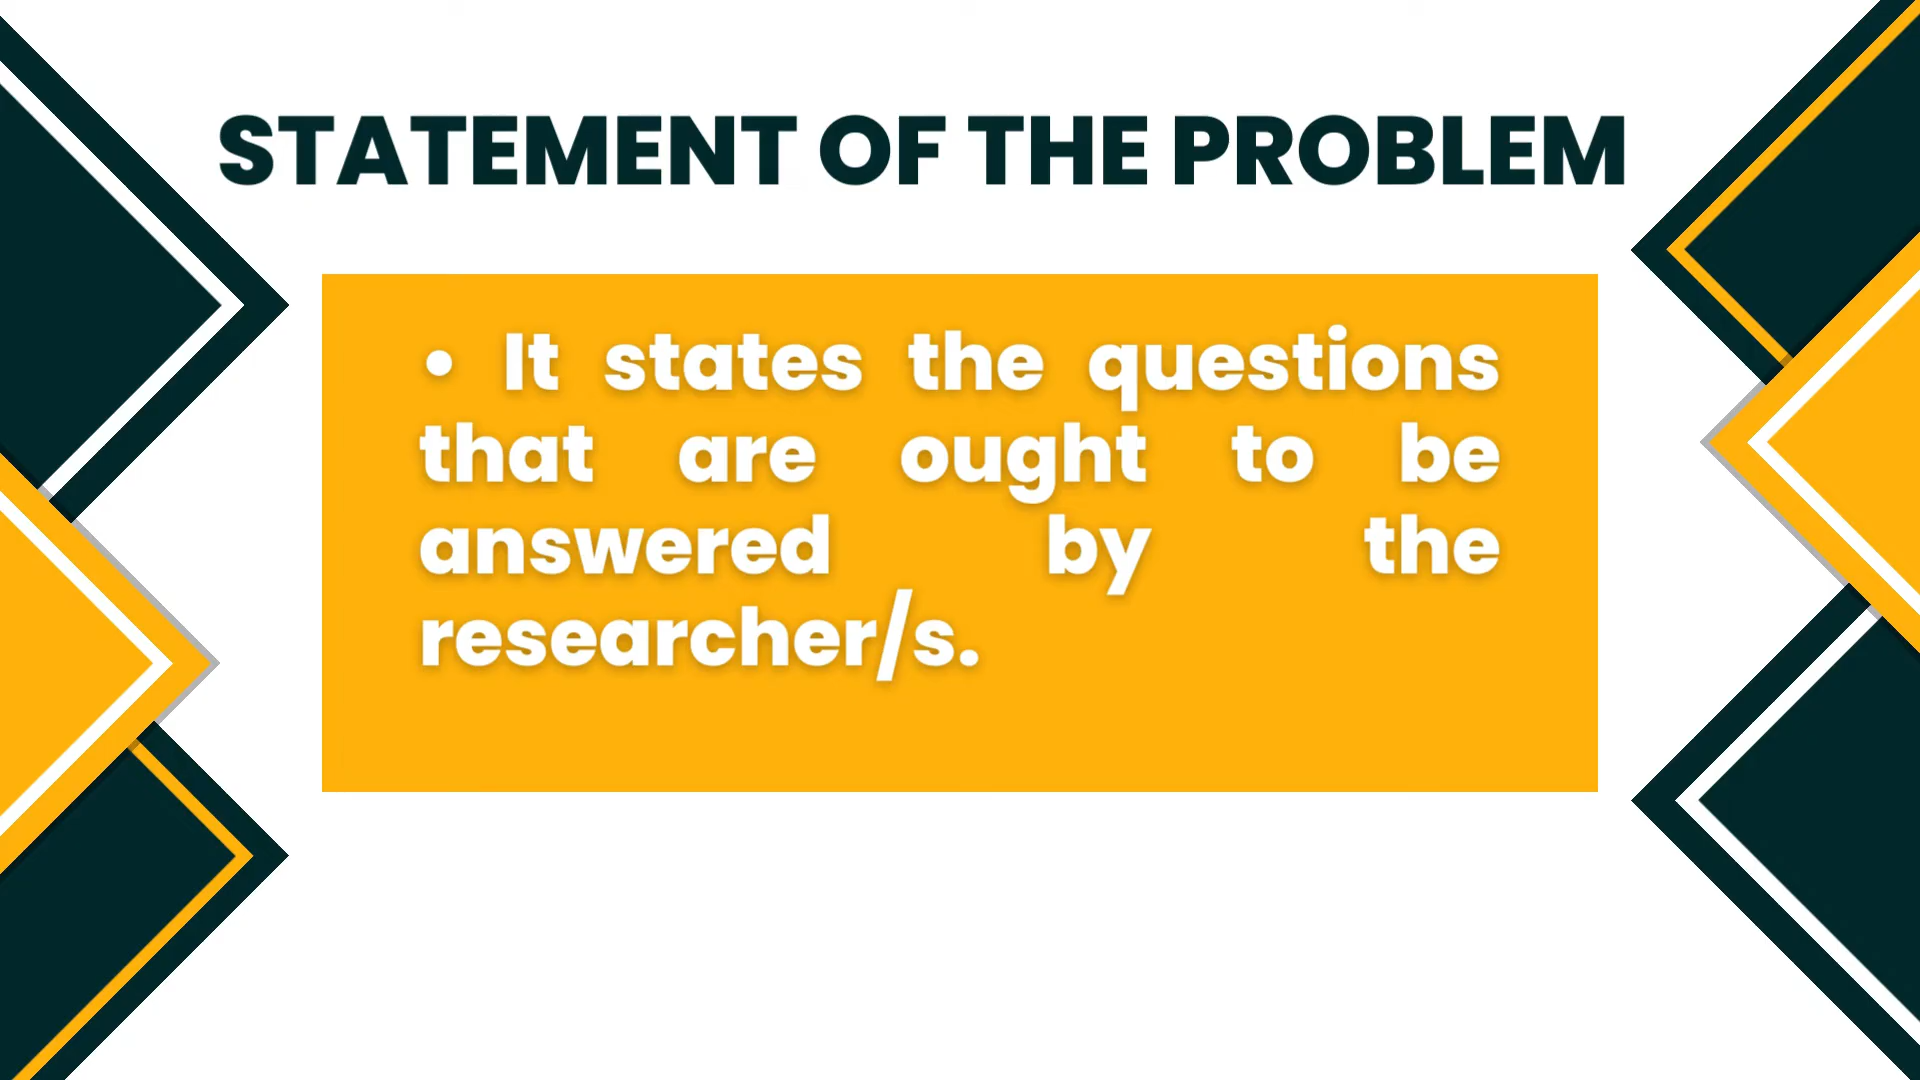 STATEMENT OF THE PROBLEM
• It states the questions
that are ought to be
answered by the
researcher/s.